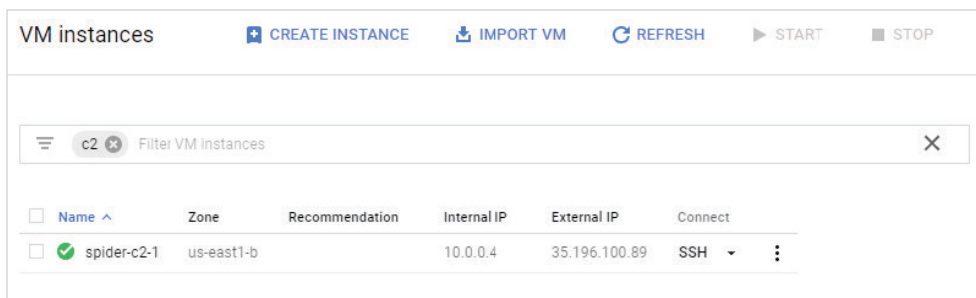 VM instances CREATE INSTANCE IMPORT VM REFRESH START STOP
c2 Filter VM instances
Name Zone Recommendation Internal IP External IP Connect
spider-c2-1 us-east1-b 10.0.0.4 35.196.100.89 SSH